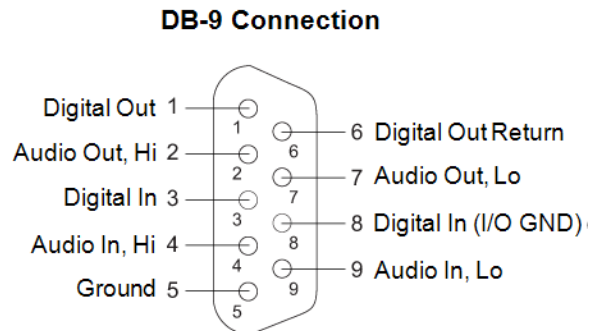 DB-9 Connection
Digital Out 1
Audio Out, Hi 2
Digital In 3
Audio In, Hi 4
Ground 5
1
2
3
4
5
6
7
8
9
6 Digital Out Return
7 Audio Out, Lo
8 Digital In (I/O GND)
9 Audio In, Lo